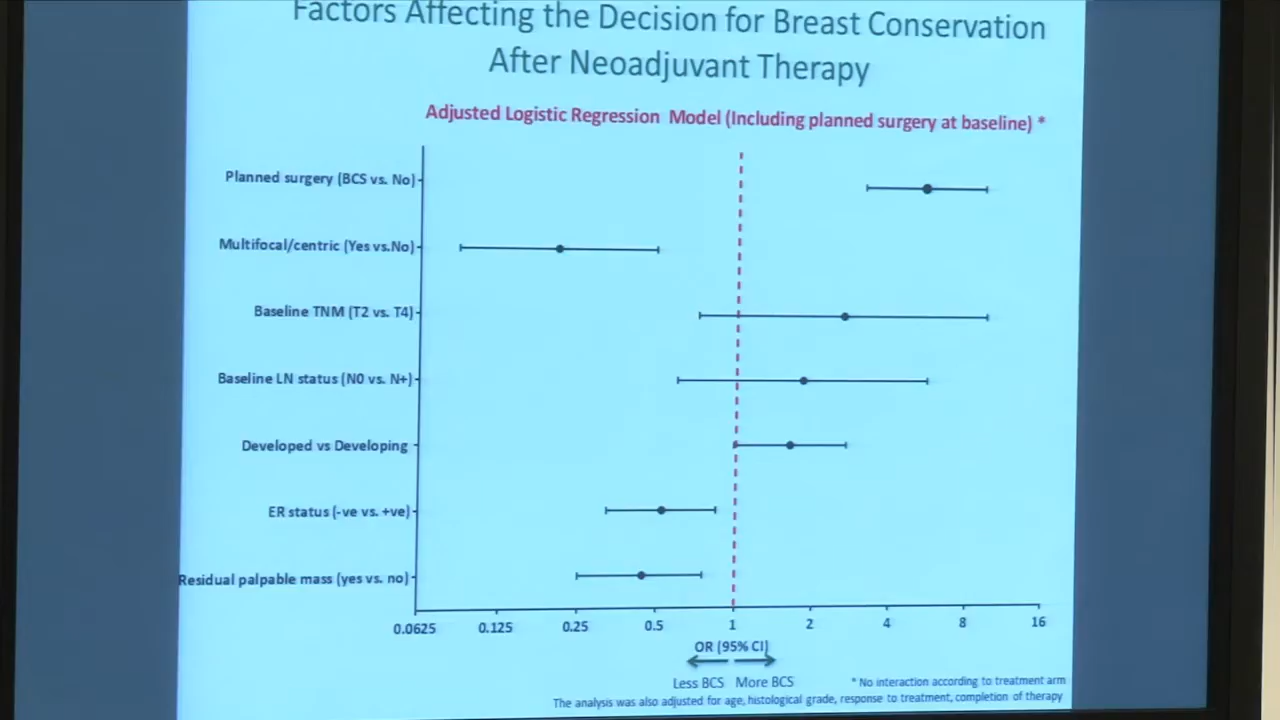 Factors Affecting the Decision for Breast Conservation
After Neoadjuvant Therapy
Adjusted Logistic Regression Model (Including planned surgery at baseline) *
Planned surgery (BCS vs. No)
Multifocal/centric (Yes vs.No)
Baseline TNM (T2 vs. T4)
Baseline LN status (N0 vs. N+)
Developed vs Developing
ER status (-ve vs. +ve)
Residual palpable mass (yes vs. no)
0.0625 0.125 0.25 0.5 1 2 4 8 16
OR (95% CI)
Less BCS More BCS
* No interaction according to treatment arm
The analysis was also adjusted for age, histological grade, response to treatment, completion of therapy